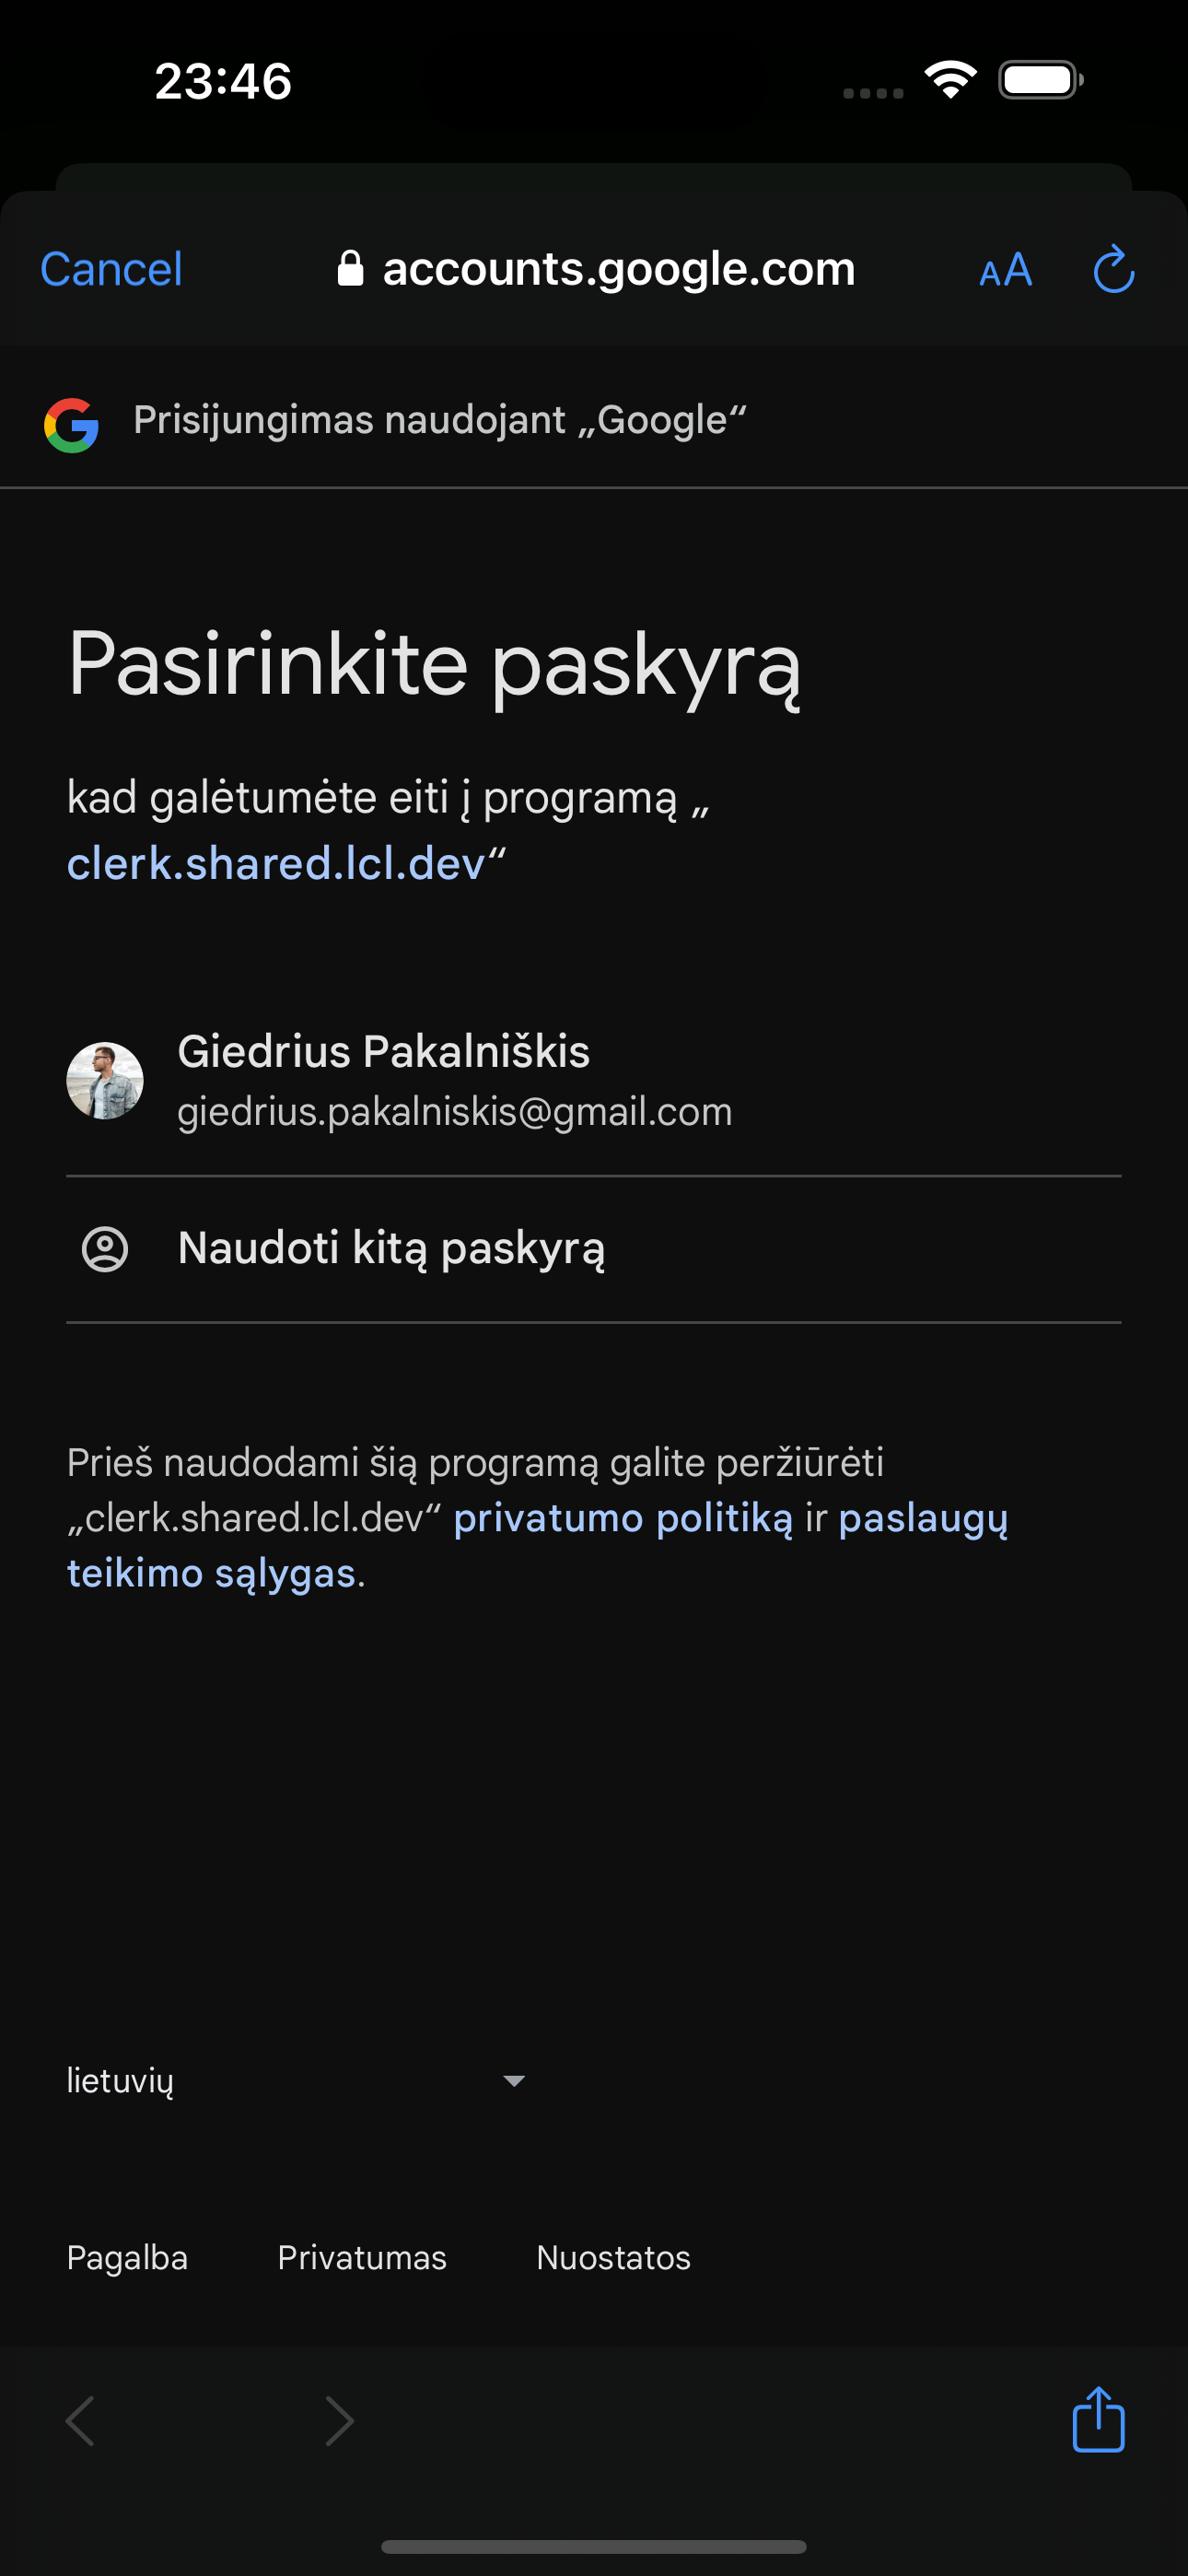 23:46
Cancel
accounts.google.com
AA
Prisijungimas naudojant „Google“
Pasirinkite paskyrą
kad galėtumėte eiti į programą „
clerk.shared.lcl.dev“
Giedrius Pakalniškis
giedrius.pakalniskis@gmail.com
Naudoti kitą paskyrą
Prieš naudodami šią programą galite peržiūrėti
„clerk.shared.lcl.dev“ privatumo politiką ir paslaugų
teikimo sąlygas.
lietuvių
Pagalba
Privatumas
Nuostatos